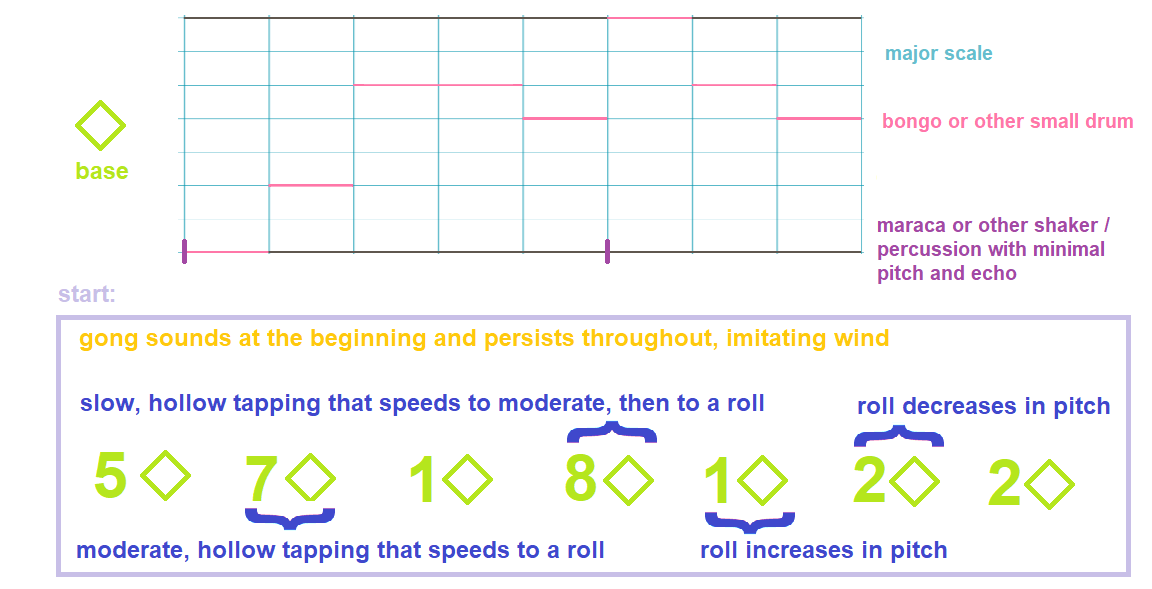 major scale
bongo or other small drum
base
maraca or other shaker /
percussion with minimal
pitch and echo
start:
gong sounds at the beginning and persists throughout, imitating wind
slow, hollow tapping that speeds to moderate, then to a roll
roll decreases in pitch
5 7 1 8 1 2 2
moderate, hollow tapping that speeds to a roll
roll increases in pitch